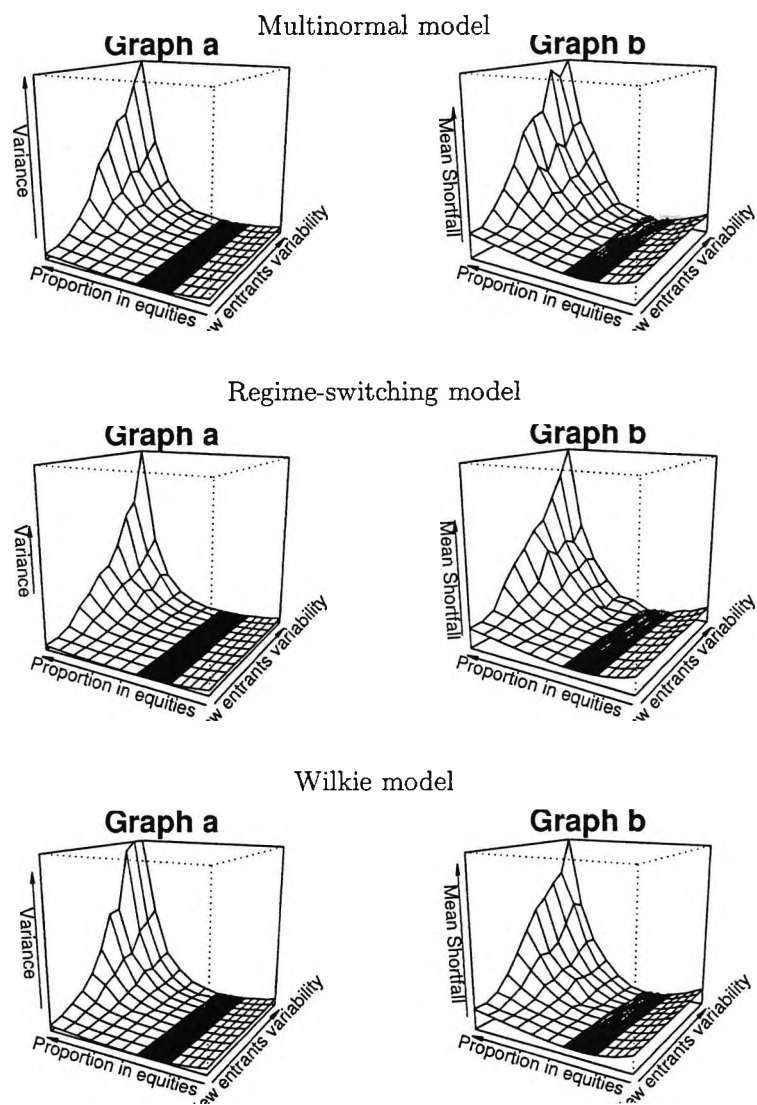 Multinormal model
Graph a
Graph b
Variance
Mean Shortfall
Proportion in equities
entrants variability
Proportion in equities
entrants variability
Regime-switching model
Graph a
Graph b
Variance
Mean Shortfall
Proportion in equities
entrants variability
Proportion in equities
entrants variability
Wilkie model
Graph a
Graph b
Variance
Mean Shortfall
Proportion in equities
entrants variability
Proportion in equities
entrants variability